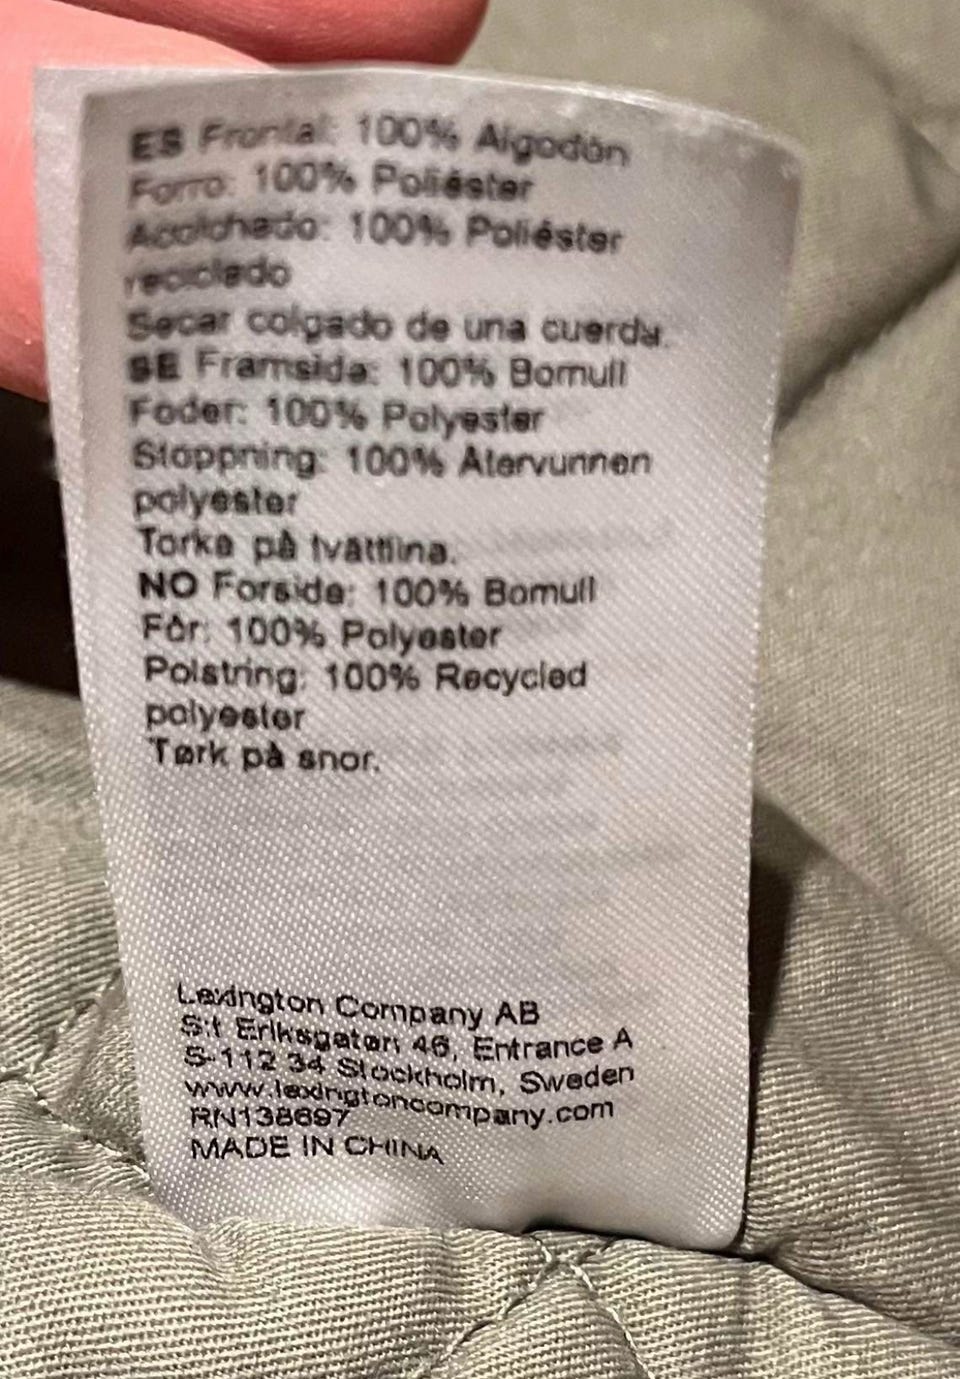 ES Frontal: 100% Algodón
Forro: 100% Poliéster
Acolchado: 100% Poliéster
reciclado
Secar colgado de una cuerda.
SE Framsida: 100% Bomull
Foder: 100% Polyester
Stoppning: 100% Återvunnen
polyester
Torka på tvättlina.
NO Forside: 100% Bomull
Fôr: 100% Polyester
Polstring: 100% Recycled
polyester
Tørk på snor.
Lexington Company AB
S:t Eriksgatan 46, Entrance A
S-112 34 Stockholm, Sweden
www.lexingtoncompany.com
RN138697
MADE IN CHINA